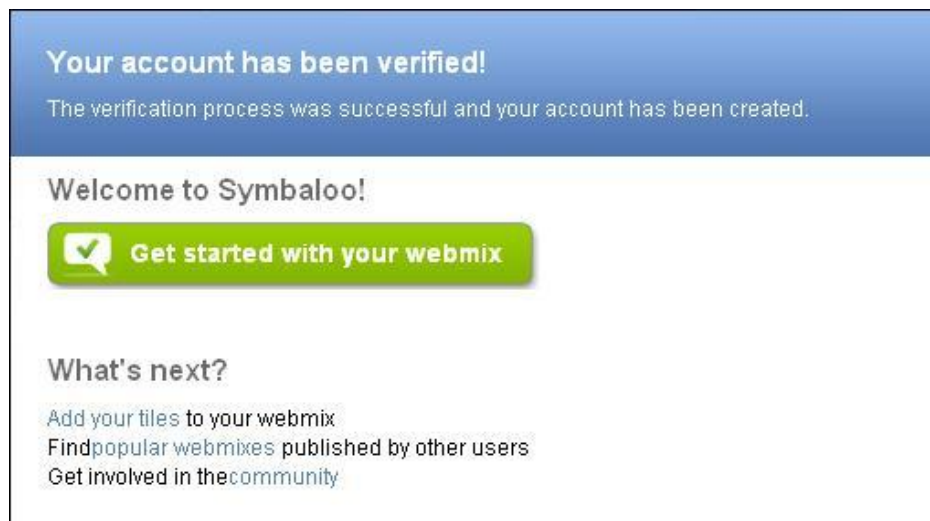 Your account has been verified!
The verification process was successful and your account has been created.
Welcome to Symbaloo!
Get started with your webmix
What's next?
Add your tiles to your webmix
Findpopular webmixes published by other users
Get involved in thecommunity